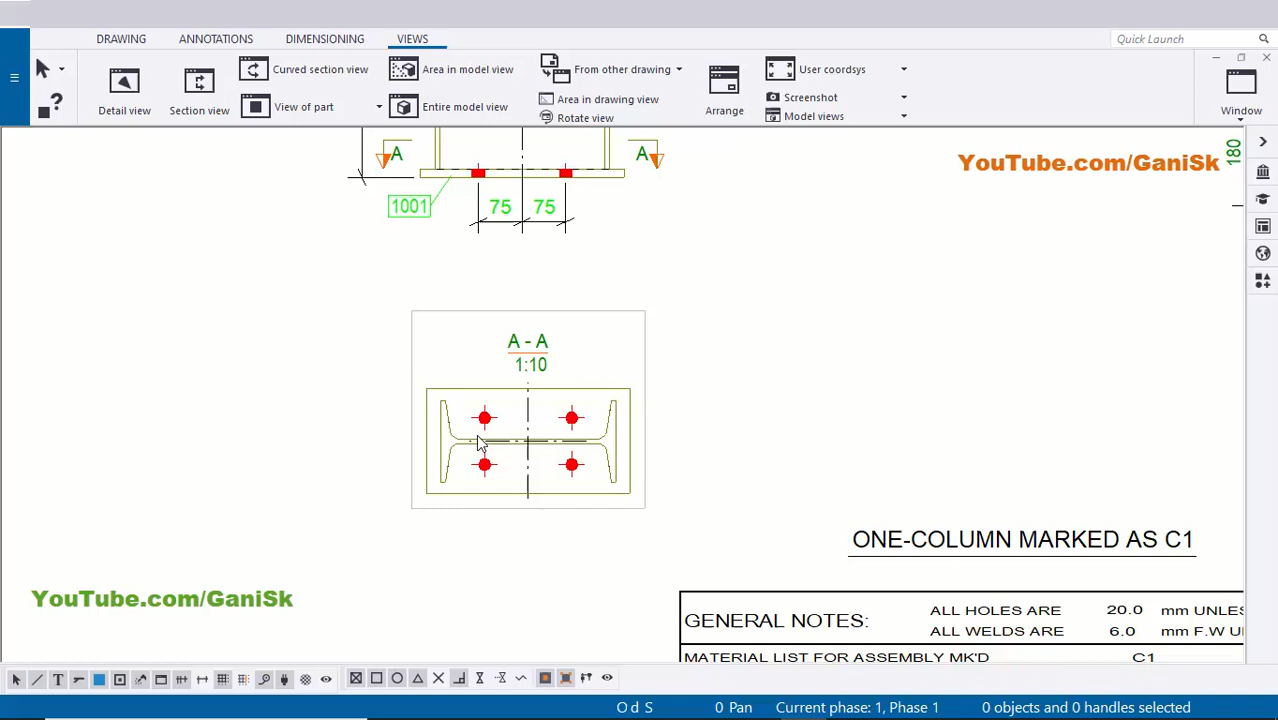 DRAWING ANNOTATIONS DIMENSIONING VIEWS Quick Launch
Detail view
Section view
Curved section view
View of part
Area in model view
Entire model view
From other drawing
Area in drawing view
Rotate view
Arrange
User coordsys
Screenshot
Model views
Window
A A
YouTube.com/GaniSk
180
1001
75 75
A - A
1:10
ONE-COLUMN MARKED AS C1
YouTube.com/GaniSk
GENERAL NOTES:
ALL HOLES ARE 20.0 mm UNLES
ALL WELDS ARE 6.0 mm F.W U
MATERIAL LIST FOR ASSEMBLY MK'D C1
O d S 0 Pan Current phase: 1, Phase 1 0 objects and 0 handles selected